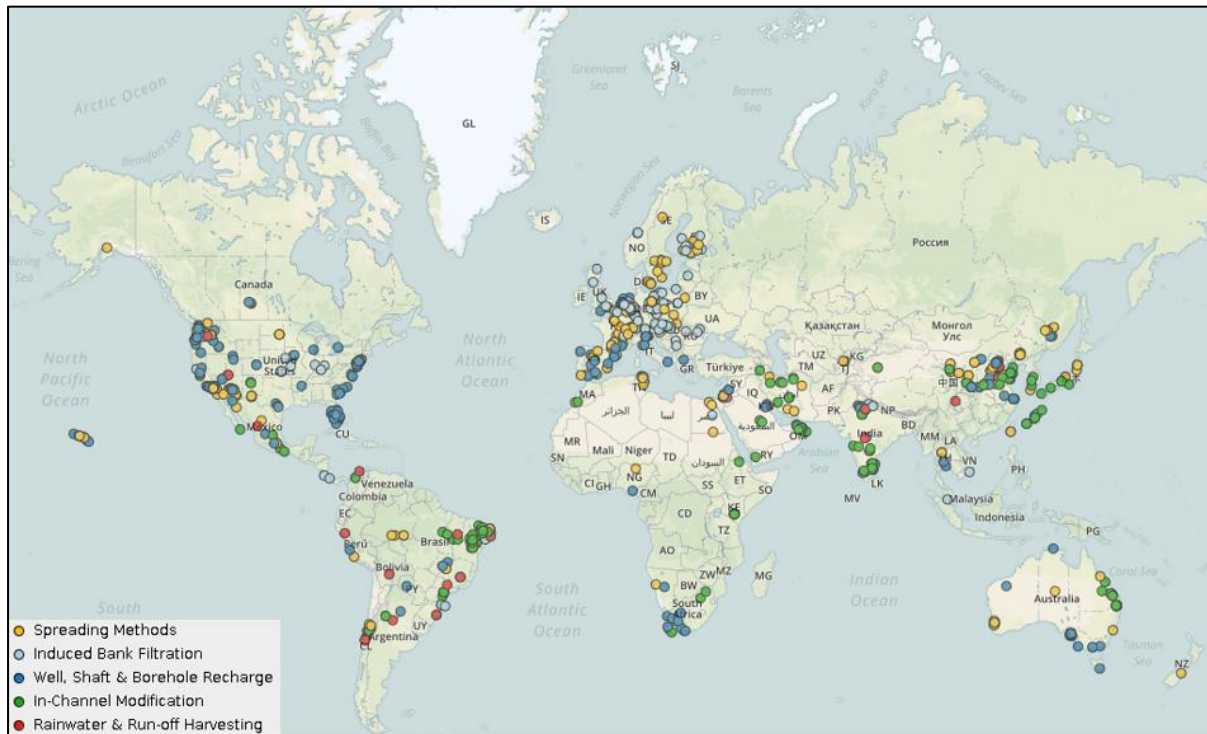 Arctic Ocean
Beaufort Sea
Baffin Bay
Greenland
Sea
Norwegian Sea
Barents
Sea
Kara Sea
Laptev Sea
SJ
GL
IS
Canada
North
Pacific
Ocean
United
States
North
Atlantic
Ocean
México
CU
Venezuela
Colombia
EC
Perú
Brasil
Bolivia
PY
UY
Argentina
South
South
Atlantic
Ocean
NO
SE
IE
UK
BY
UA
IT
GR
Россия
Қазақстан
Монгол
Улс
Türkiye
UZ
KG
TM
TJ
AF
SY
IQ
PK
NP
BD
India
中国
MM
LA
VN
PH
LK
MV
Malaysia
Indonesia
PG
MA
الجزائر
ليبيا
مصر
السعودية
OM
RY
Arabian
Sea
MR
Mali
Niger
TD
السودان
SN
CI
GH
NG
CM
SS
ET
SO
CD
KE
TZ
AO
ZW
MZ
MG
BW
South
Africa
Indian
Ocean
Australia
Coral Sea
Tasman
Sea
NZ
Spreading Methods
Induced Bank Filtration
Well, Shaft & Borehole Recharge
In-Channel Modification
Rainwater & Run-off Harvesting